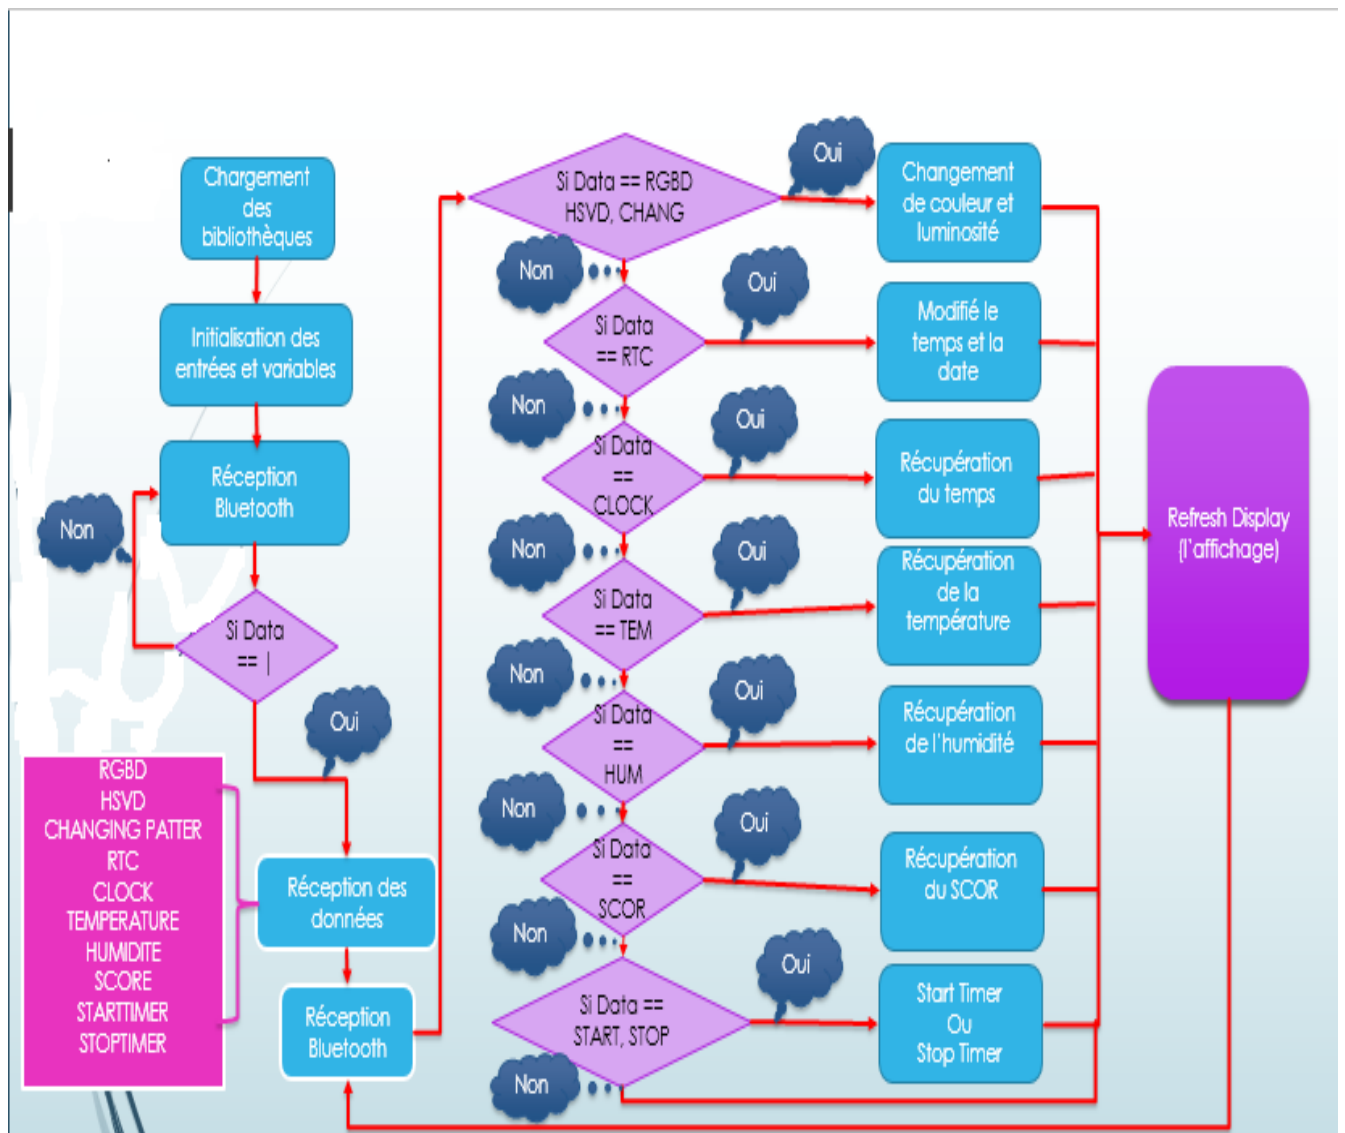 Chargement
des
bibliothèques
Initialisation des
entrées et variables
Réception
Bluetooth
Non
Si Data
== |
Oui
RGBD
HSVD
CHANGING PATTER
RTC
CLOCK
TEMPERATURE
HUMIDITE
SCORE
STARTTIMER
STOPTIMER
Réception des
données
Réception
Bluetooth
Si Data == RGBD
HSVD, CHANG
Oui
Changement
de couleur et
luminosité
Non
Si Data
== RTC
Oui
Modifié le
temps et la
date
Non
Si Data
==
CLOCK
Oui
Récupération
du temps
Non
Si Data
== TEM
Oui
Récupération
de la
température
Non
Si Data
==
HUM
Oui
Récupération
de l'humidité
Non
Si Data
==
SCOR
Oui
Récupération
du SCOR
Non
Si Data ==
START, STOP
Oui
Start Timer
Ou
Stop Timer
Non
Refresh Display
(l'affichage)